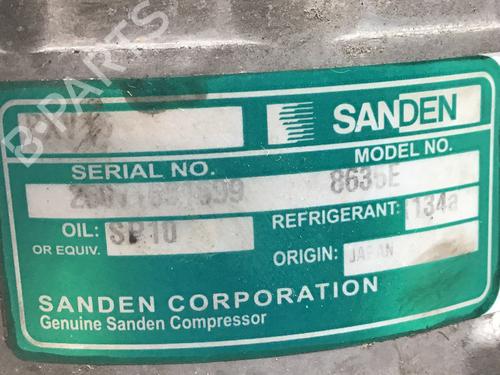 B-PARTS
SANDEN
SERIAL NO.
MODEL NO.
8635E
OIL: SP10
OR EQUIV.
REFRIGERANT: 134a
ORIGIN: JAPAN
SANDEN CORPORATION
Genuine Sanden Compressor